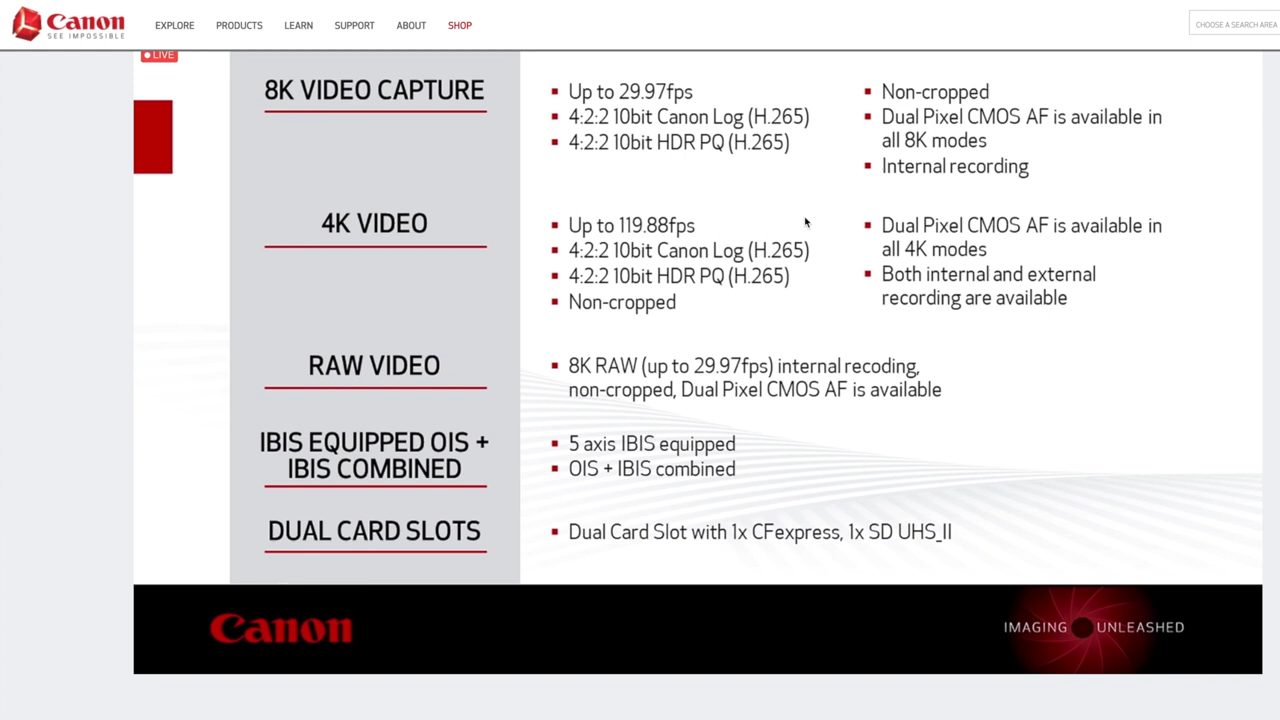 Canon
SEE IMPOSSIBLE
EXPLORE PRODUCTS LEARN SUPPORT ABOUT SHOP
CHOOSE A SEARCH AREA
LIVE
8K VIDEO CAPTURE
Up to 29.97fps
4:2:2 10bit Canon Log (H.265)
4:2:2 10bit HDR PQ (H.265)
Non-cropped
Dual Pixel CMOS AF is available in
all 8K modes
Internal recording
4K VIDEO
Up to 119.88fps
4:2:2 10bit Canon Log (H.265)
4:2:2 10bit HDR PQ (H.265)
Non-cropped
Dual Pixel CMOS AF is available in
all 4K modes
Both internal and external
recording are available
RAW VIDEO
8K RAW (up to 29.97fps) internal recoding,
non-cropped, Dual Pixel CMOS AF is available
IBIS EQUIPPED OIS +
IBIS COMBINED
5 axis IBIS equipped
OIS + IBIS combined
DUAL CARD SLOTS
Dual Card Slot with 1x CFexpress, 1x SD UHS_II
Canon
IMAGING UNLEASHED